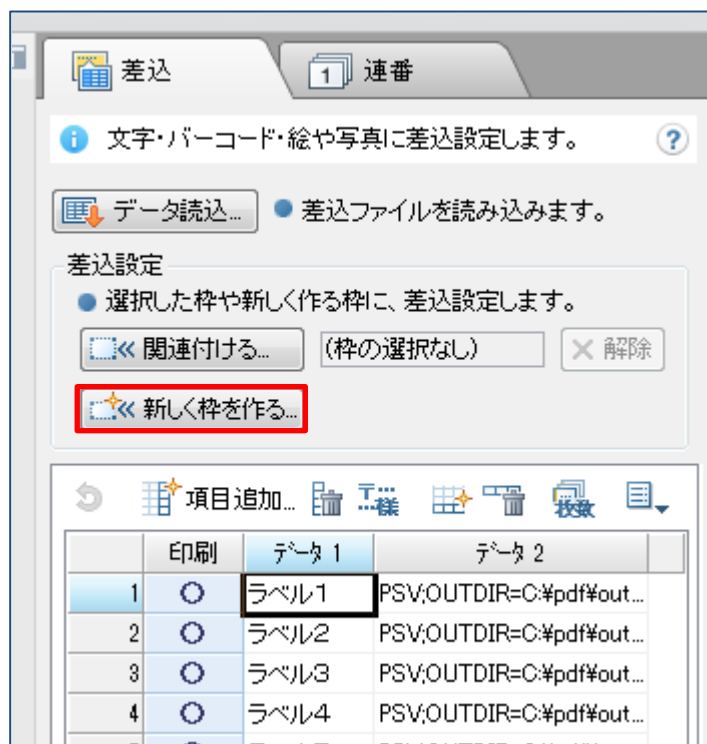 差込
1 連番
文字・バーコード・絵や写真に差込設定します。 ?
データ読込... 差込ファイルを読み込みます。
差込設定
選択した枠や新しく作る枠に、差込設定します。
関連付ける... (枠の選択なし) 解除
新しく枠を作る...
項目追加... 様 枚数
印刷 データ 1 データ 2
1 ○ ラベル1 PSV;OUTDIR=C:¥pdf¥out...
2 ○ ラベル2 PSV;OUTDIR=C:¥pdf¥out...
3 ○ ラベル3 PSV;OUTDIR=C:¥pdf¥out...
4 ○ ラベル4 PSV;OUTDIR=C:¥pdf¥out...